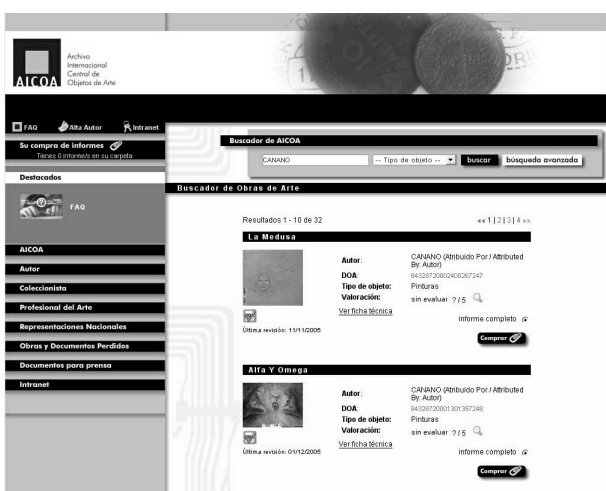 AICOA
Archivo
Internacional
Central de
Objetos de Arte
FAQ
Alta Autor
Intranet
Su compra de informes
Tienes 0 informe/s en su carpeta
Destacados
FAQ
AICOA
Autor
Coleccionista
Profesional del Arte
Representaciones Nacionales
Obras y Documentos Perdidos
Documentos para prensa
Intranet
Buscador de AICOA
CANANO
-- Tipo de objeto --
buscar
búsqueda avanzada
Buscador de Obras de Arte
Resultados 1 - 10 de 32
<< 1 | 2 | 3 | 4 >>
La Medusa
Autor: CANANO (Atribuido Por / Attributed
By: Autor)
DOA: 84328720002400267247
Tipo de objeto: Pinturas
Valoración: sin evaluar ? / 5
Ver ficha técnica
Última revisión: 11/11/2005
informe completo
Comprar
Alfa Y Omega
Autor: CANANO (Atribuido Por / Attributed
By: Autor)
DOA: 84328720001301357248
Tipo de objeto: Pinturas
Valoración: sin evaluar ? / 5
Ver ficha técnica
Última revisión: 01/12/2005
informe completo
Comprar